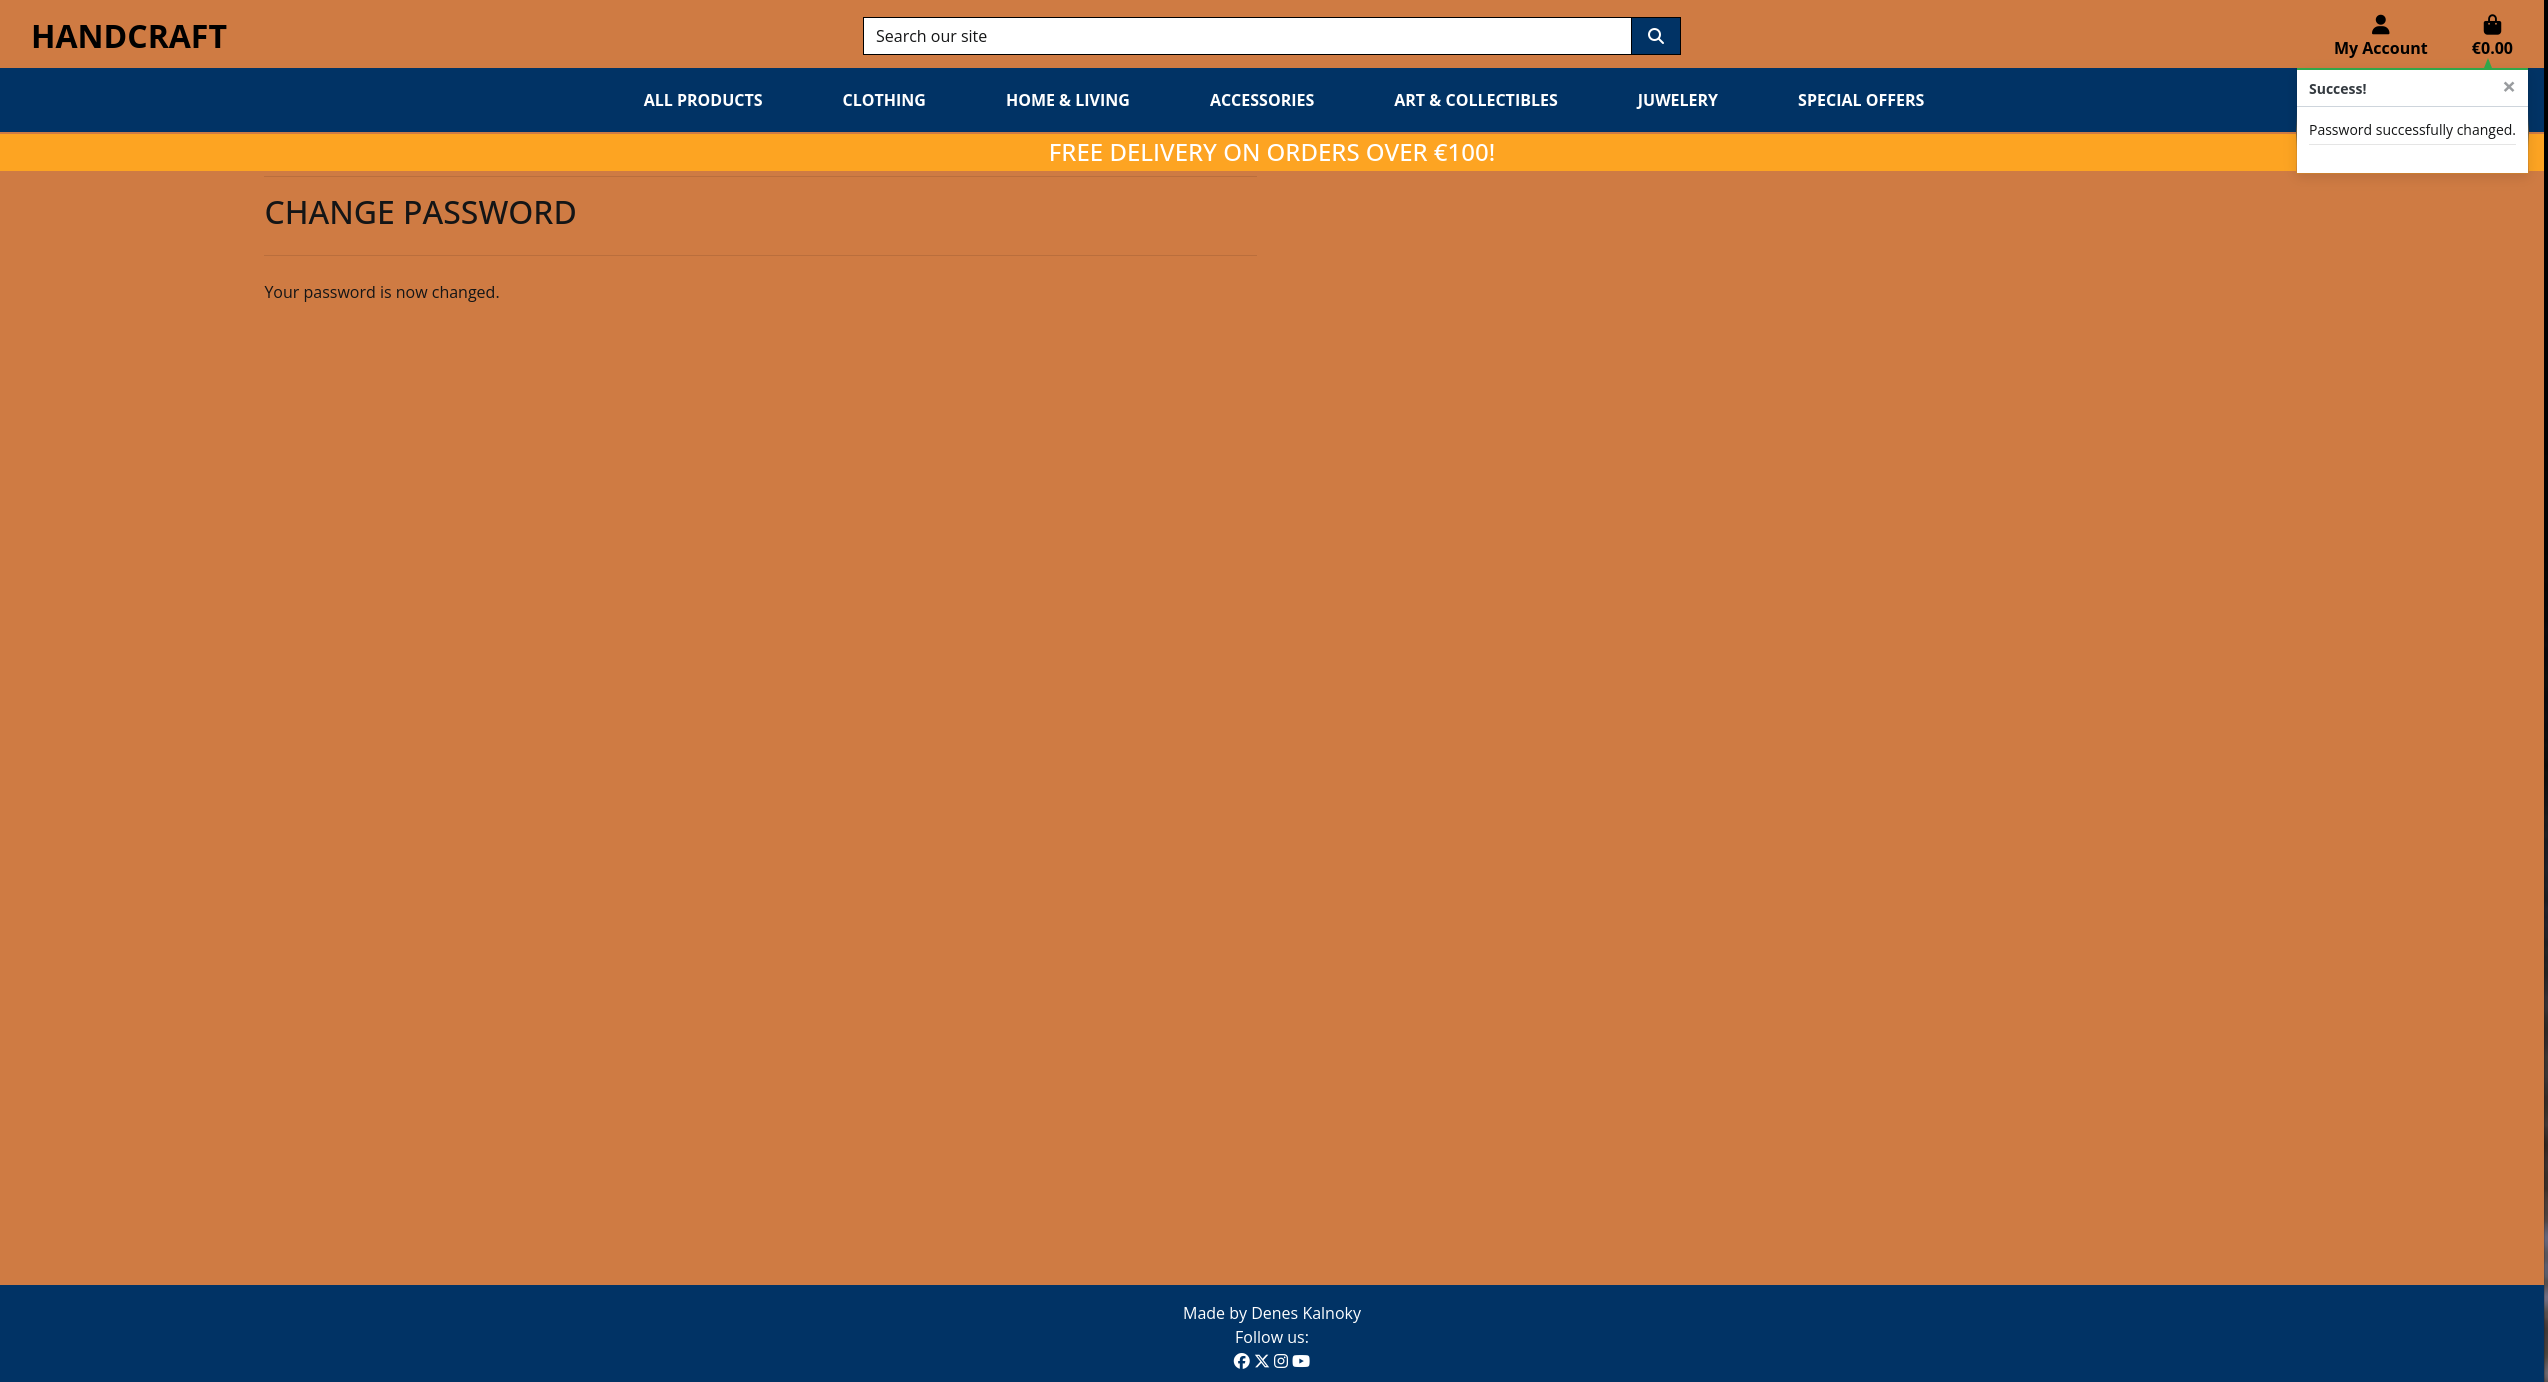 HANDCRAFT
Search our site
My Account
€0.00
ALL PRODUCTS
CLOTHING
HOME & LIVING
ACCESSORIES
ART & COLLECTIBLES
JUWELERY
SPECIAL OFFERS
Success!
×
Password successfully changed.
FREE DELIVERY ON ORDERS OVER €100!
CHANGE PASSWORD
Your password is now changed.
Made by Denes Kalnoky
Follow us: